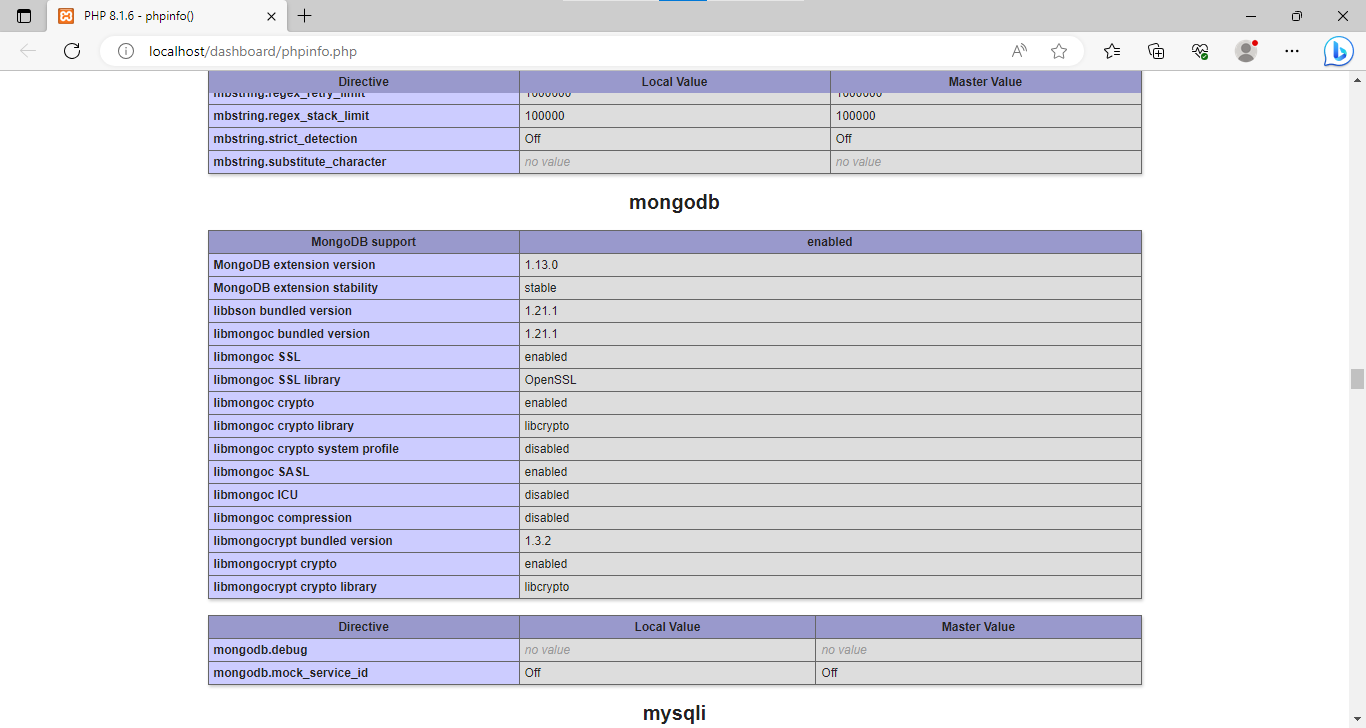 PHP 8.1.6 - phpinfo()
localhost/dashboard/phpinfo.php
Directive Local Value Master Value
mbstring.regex_retry_limit 1000000 1000000
mbstring.regex_stack_limit 100000 100000
mbstring.strict_detection Off Off
mbstring.substitute_character no value no value
mongodb
MongoDB support enabled
MongoDB extension version 1.13.0
MongoDB extension stability stable
libbson bundled version 1.21.1
libmongoc bundled version 1.21.1
libmongoc SSL enabled
libmongoc SSL library OpenSSL
libmongoc crypto enabled
libmongoc crypto library libcrypto
libmongoc crypto system profile disabled
libmongoc SASL enabled
libmongoc ICU disabled
libmongoc compression disabled
libmongocrypt bundled version 1.3.2
libmongocrypt crypto enabled
libmongocrypt crypto library libcrypto
Directive Local Value Master Value
mongodb.debug no value no value
mongodb.mock_service_id Off Off
mysqli